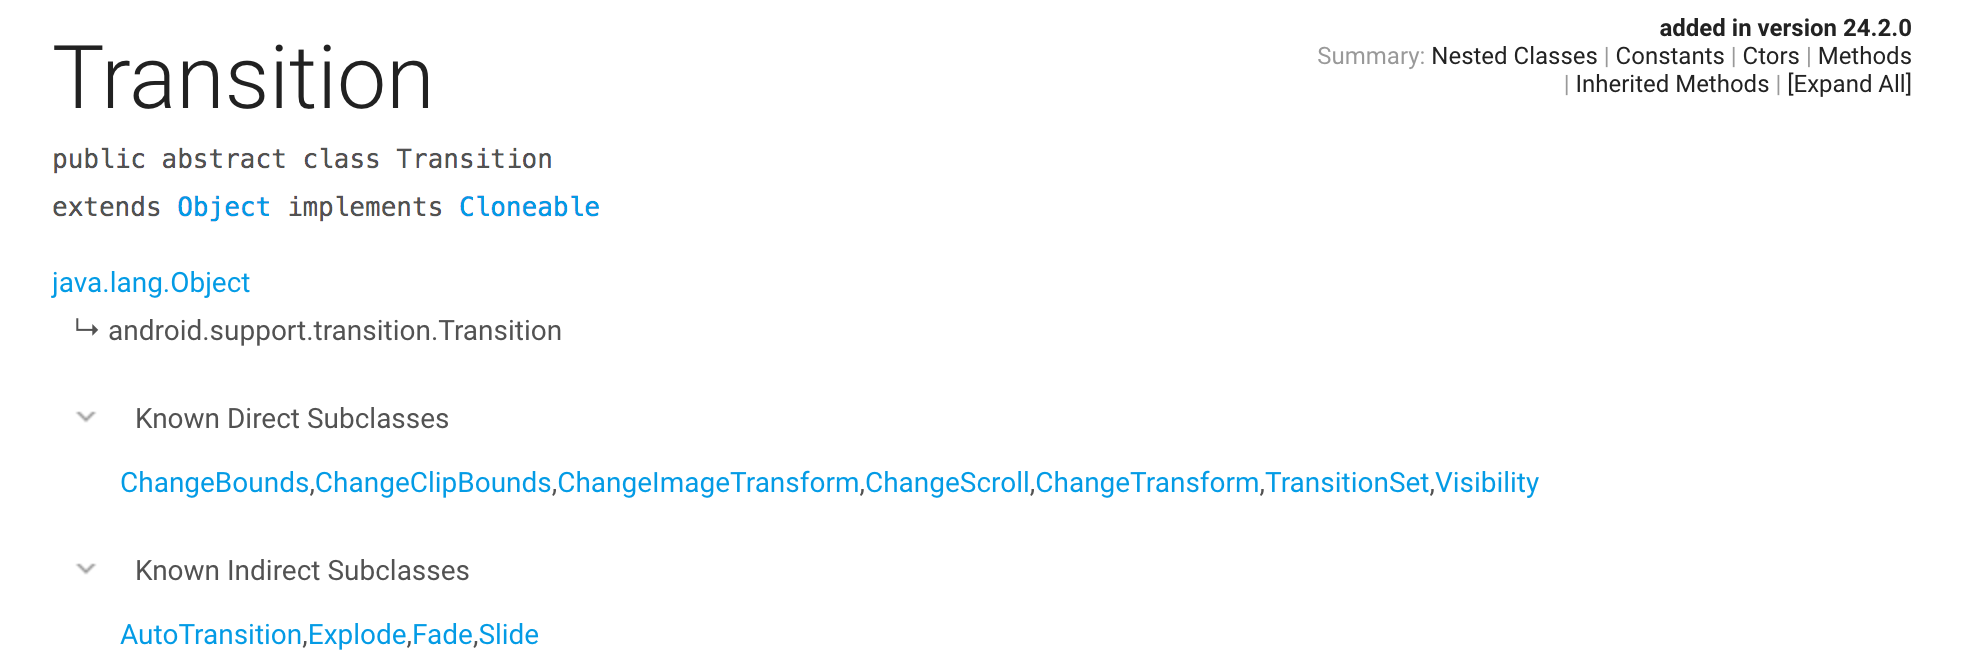 Transition
added in version 24.2.0
Summary: Nested Classes | Constants | Ctors | Methods
| Inherited Methods | [Expand All]
public abstract class Transition
extends Object implements Cloneable
java.lang.Object
↳ android.support.transition.Transition
Known Direct Subclasses
ChangeBounds,ChangeClipBounds,ChangeImageTransform,ChangeScroll,ChangeTransform,TransitionSet,Visibility
Known Indirect Subclasses
AutoTransition,Explode,Fade,Slide